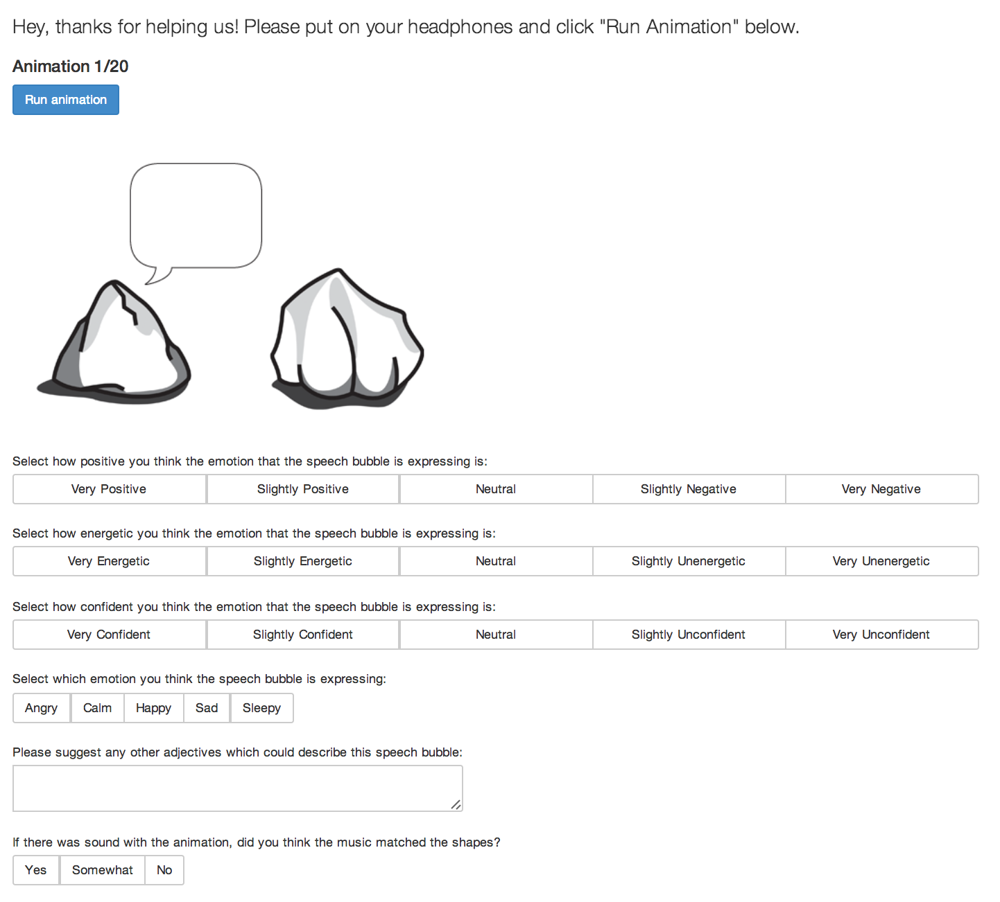 Hey, thanks for helping us! Please put on your headphones and click "Run Animation" below.
Animation 1/20
Run animation
Select how positive you think the emotion that the speech bubble is expressing is:
Very Positive Slightly Positive Neutral Slightly Negative Very Negative
Select how energetic you think the emotion that the speech bubble is expressing is:
Very Energetic Slightly Energetic Neutral Slightly Unenergetic Very Unenergetic
Select how confident you think the emotion that the speech bubble is expressing is:
Very Confident Slightly Confident Neutral Slightly Unconfident Very Unconfident
Select which emotion you think the speech bubble is expressing:
Angry Calm Happy Sad Sleepy
Please suggest any other adjectives which could describe this speech bubble:
If there was sound with the animation, did you think the music matched the shapes?
Yes Somewhat No